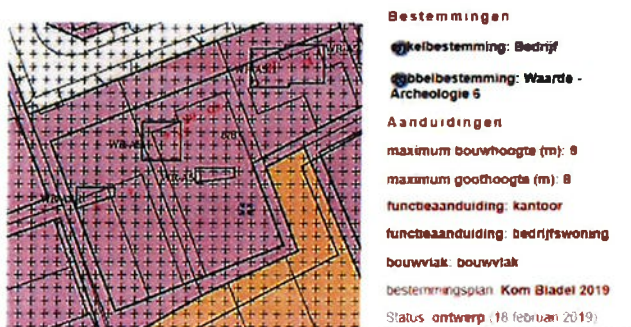 Bestemmingen
enkelbestemming: Bedrijf
dubbelbestemming: Waarde -
Archeologie 6
Aanduidingen
maximum bouwhoogte (m): 8
maximum goothoogte (m): 8
functieaanduiding: kantoor
functieaanduiding: bedrijfswoning
bouwvlak: bouwvlak
bestemmingsplan: Kom Bladel 2019
Status: ontwerp (18 februari 2019)